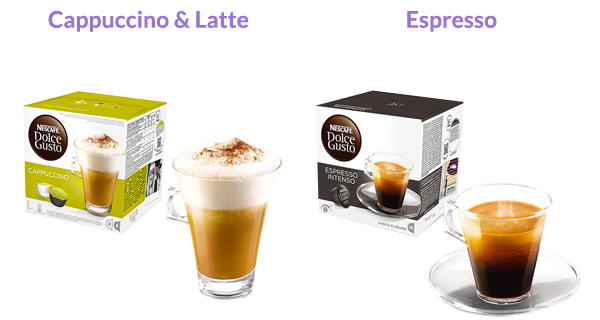 Cappuccino & Latte
Espresso
NESCAFÉ
Dolce
Gusto
CAPPUCCINO
NESCAFÉ
Dolce
Gusto
ESPRESSO
INTENSO